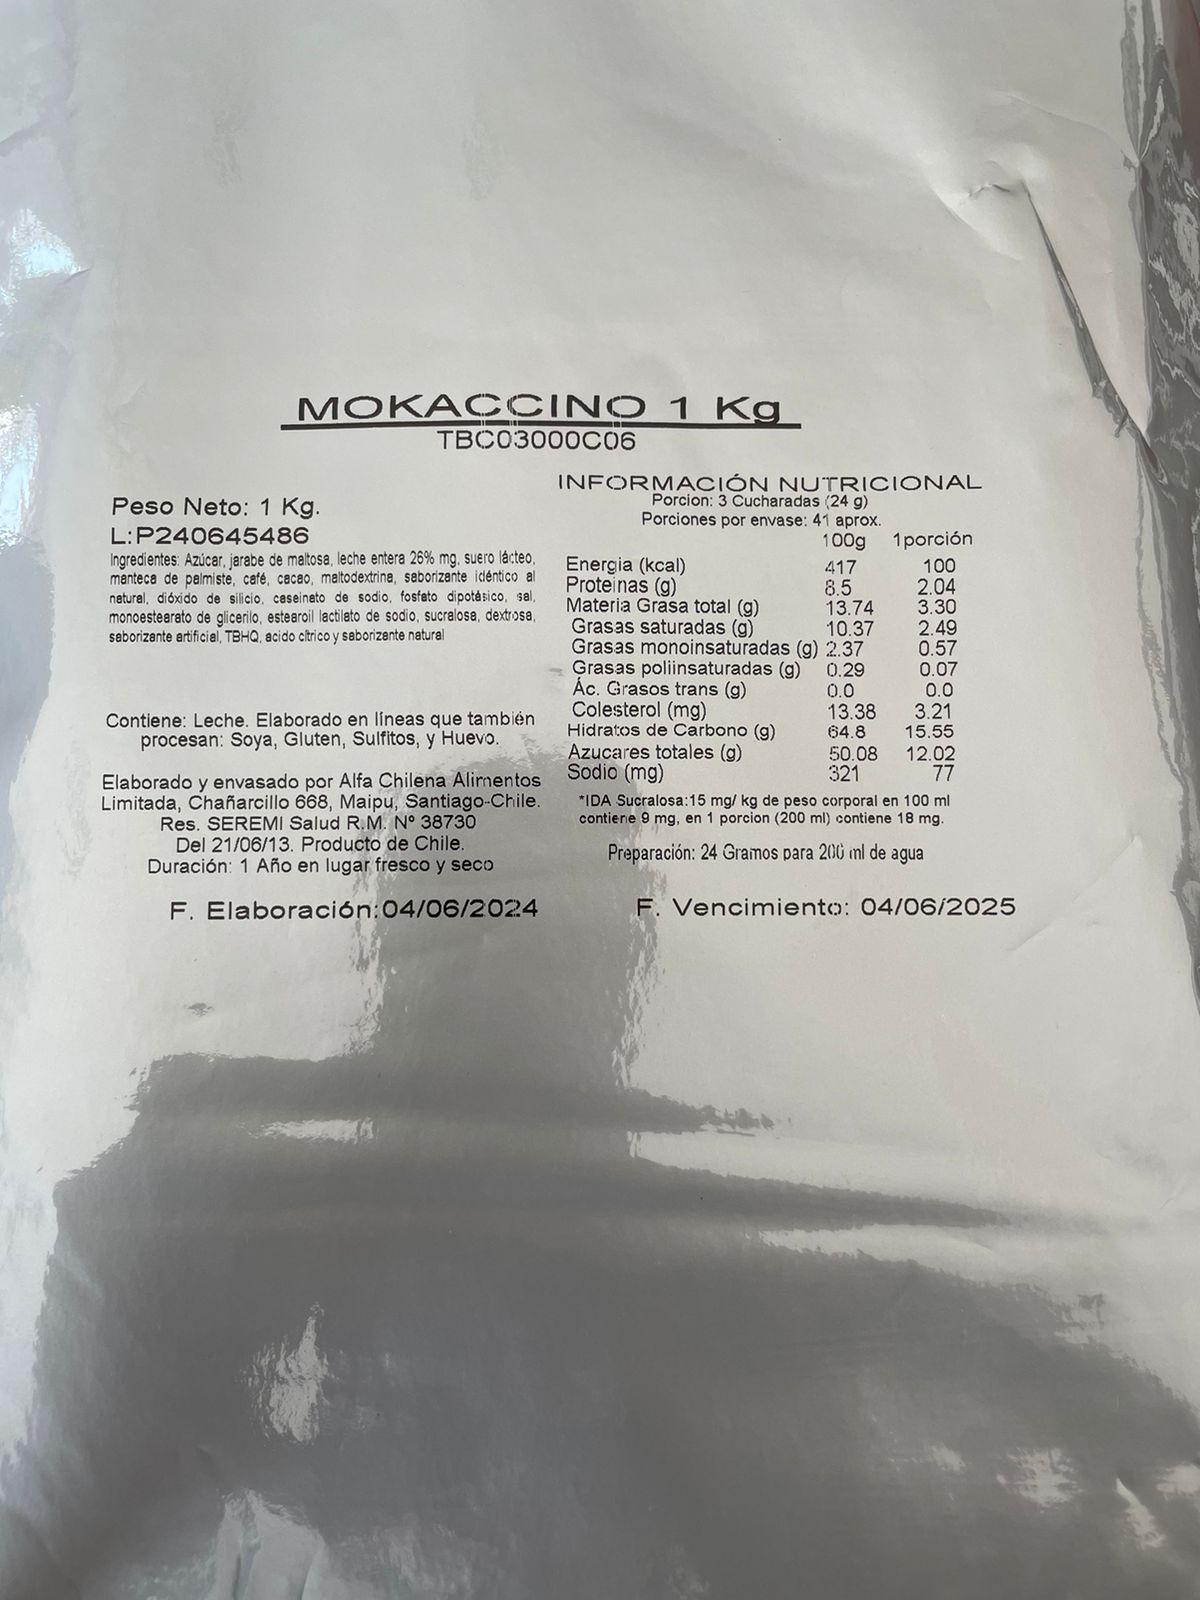 MOKACCINO 1 Kg
TBC03000C06
Peso Neto: 1 Kg.
L:P240645486
Ingredientes: Azúcar, jarabe de maltosa, leche entera 26% mg, suero lácteo,
manteca de palmiste, café, cacao, maltodextrina, saborizante idéntico al
natural, dióxido de silicio, caseinato de sodio, fosfato dipotásico, sal,
monoestearato de glicerilo, estearoil lactilato de sodio, sucralosa, dextrosa,
saborizante artificial, TBHQ, acido cítrico y saborizante natural
Contiene: Leche. Elaborado en líneas que también
procesan: Soya, Gluten, Sulfitos, y Huevo.
Elaborado y envasado por Alfa Chilena Alimentos
Limitada, Chañarcillo 668, Maipu, Santiago-Chile.
Res. SEREMI Salud R.M. Nº 38730
Del 21/06/13. Producto de Chile.
Duración: 1 Año en lugar fresco y seco
F. Elaboración:04/06/2024
INFORMACIÓN NUTRICIONAL
Porcion: 3 Cucharadas (24 g)
Porciones por envase: 41 aprox.
100g 1porción
Energia (kcal) 417 100
Proteinas (g) 8.5 2.04
Materia Grasa total (g) 13.74 3.30
Grasas saturadas (g) 10.37 2.49
Grasas monoinsaturadas (g) 2.37 0.57
Grasas poliinsaturadas (g) 0.29 0.07
Ác. Grasos trans (g) 0.0 0.0
Colesterol (mg) 13.38 3.21
Hidratos de Carbono (g) 64.8 15.55
Azucares totales (g) 50.08 12.02
Sodio (mg) 321 77
*IDA Sucralosa:15 mg/ kg de peso corporal en 100 ml
contiene 9 mg, en 1 porcion (200 ml) contiene 18 mg.
Preparación: 24 Gramos para 200 ml de agua
F. Vencimiento: 04/06/2025